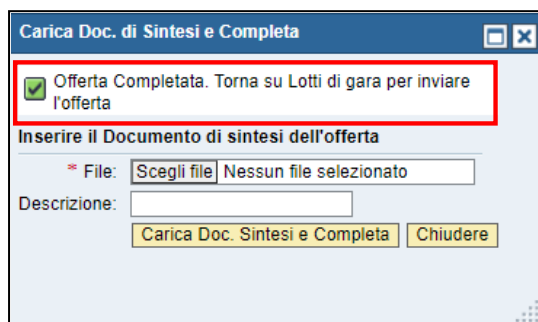 Carica Doc. di Sintesi e Completa
Offerta Completata. Torna su Lotti di gara per inviare
l'offerta
Inserire il Documento di sintesi dell'offerta
* File: Scegli file Nessun file selezionato
Descrizione:
Carica Doc. Sintesi e Completa Chiudere